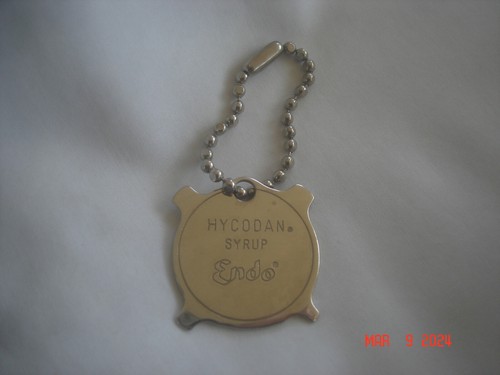 HYCODAN®
SYRUP
Endo®
MAR 9 2024